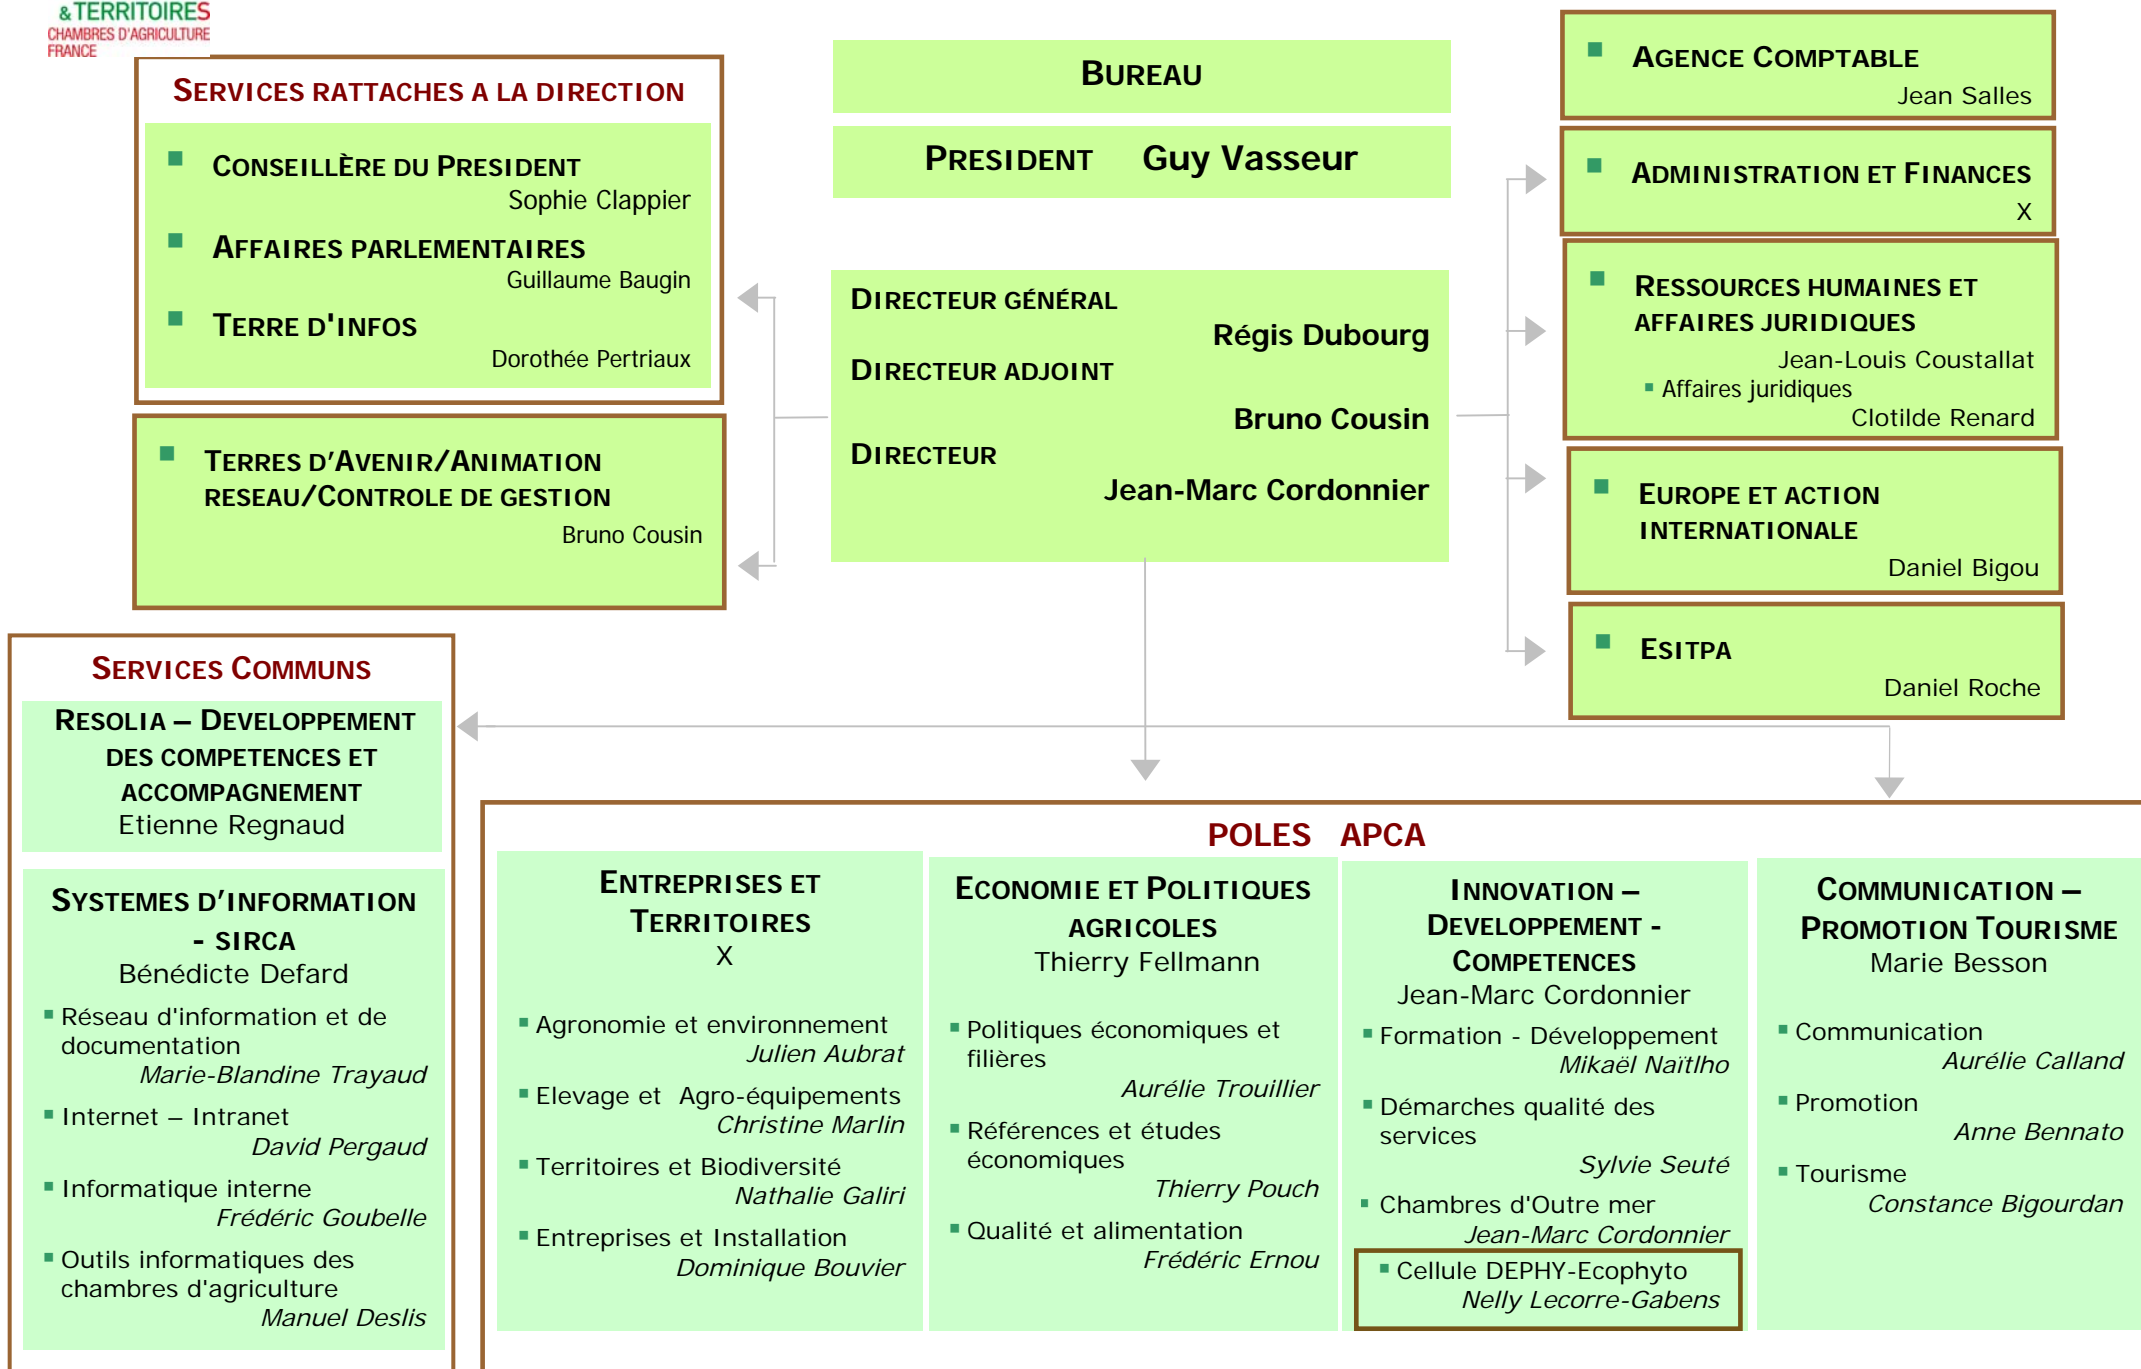 & TERRITOIRES
CHAMBRES D'AGRICULTURE
FRANCE
SERVICES RATTACHES A LA DIRECTION
CONSEILLÈRE DU PRESIDENT
Sophie Clappier
AFFAIRES PARLEMENTAIRES
Guillaume Baugin
TERRE D'INFOS
Dorothée Pertriaux
TERRES D’AVENIR/ANIMATION
RESEAU/CONTROLE DE GESTION
Bruno Cousin
BUREAU
PRESIDENT Guy Vasseur
DIRECTEUR GÉNÉRAL
Régis Dubourg
DIRECTEUR ADJOINT
Bruno Cousin
DIRECTEUR
Jean-Marc Cordonnier
AGENCE COMPTABLE
Jean Salles
ADMINISTRATION ET FINANCES
X
RESSOURCES HUMAINES ET
AFFAIRES JURIDIQUES
Jean-Louis Coustallat
Affaires juridiques
Clotilde Renard
EUROPE ET ACTION
INTERNATIONALE
Daniel Bigou
ESITPA
Daniel Roche
SERVICES COMMUNS
RESOLIA – DEVELOPPEMENT
DES COMPETENCES ET
ACCOMPAGNEMENT
Etienne Regnaud
SYSTEMES D’INFORMATION
- SIRCA
Bénédicte Defard
Réseau d'information et de
documentation
Marie-Blandine Trayaud
Internet – Intranet
David Pergaud
Informatique interne
Frédéric Goubelle
Outils informatiques des
chambres d'agriculture
Manuel Deslis
POLES APCA
ENTREPRISES ET
TERRITOIRES
X
Agronomie et environnement
Julien Aubrat
Elevage et Agro-équipements
Christine Marlin
Territoires et Biodiversité
Nathalie Galiri
Entreprises et Installation
Dominique Bouvier
ECONOMIE ET POLITIQUES
AGRICOLES
Thierry Fellmann
Politiques économiques et
filières
Aurélie Trouillier
Références et études
économiques
Thierry Pouch
Qualité et alimentation
Frédéric Ernou
INNOVATION –
DEVELOPPEMENT -
COMPETENCES
Jean-Marc Cordonnier
Formation - Développement
Mikaël Naïtlho
Démarches qualité des
services
Sylvie Seuté
Chambres d'Outre mer
Jean-Marc Cordonnier
Cellule DEPHY-Ecophyto
Nelly Lecorre-Gabens
COMMUNICATION –
PROMOTION TOURISME
Marie Besson
Communication
Aurélie Calland
Promotion
Anne Bennato
Tourisme
Constance Bigourdan